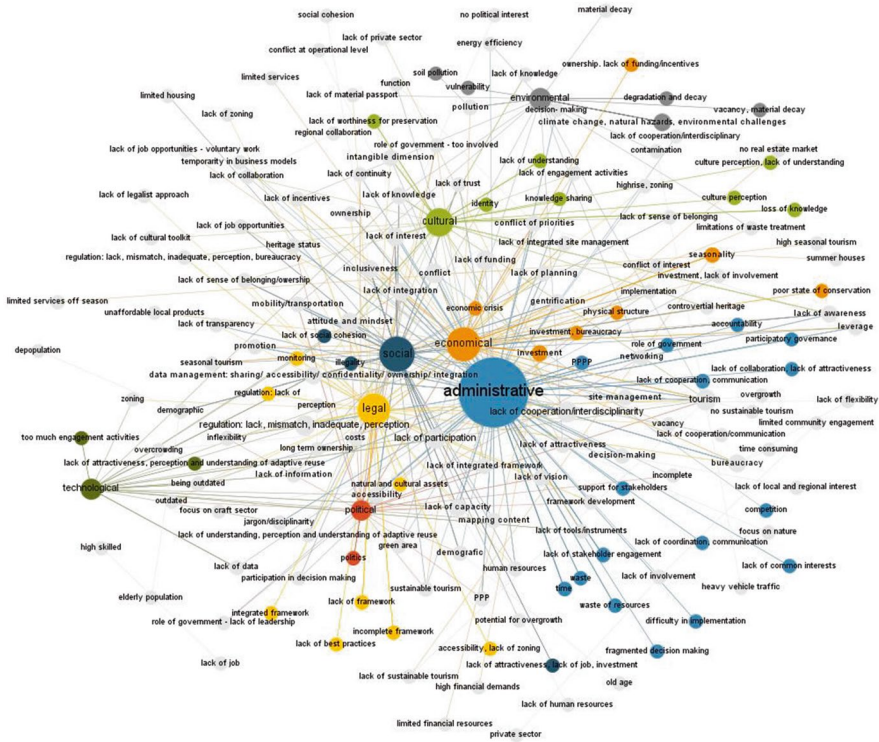 social cohesion
no political interest
material decay
lack of private sector
energy efficiency
conflict at operational level
ownership. lack of funding/incentives
soil pollution
lack of knowledge
limited services
function
vulnerability
limited housing
lack of material passport
environmental
degradation and decay
pollution
decision- making
vacancy, material decay
lack of zoning
lack of worthiness for preservation
climate change, natural hazards, environmental challenges
regional collaboration
lack of cooperation/interdisciplinary
role of government - too involved
contamination
lack of job opportunities - voluntary work
no real estate market
intangible dimension
lack of understanding
culture perception, lack of understanding
temporarity in business models
lack of continuity
lack of engagement activities
lack of collaboration
lack of trust
highrise, zoning
lack of legalist approach
lack of knowledge
lack of incentives
knowledge sharing
culture perception
identity
ownership
loss of knowledge
cultural
lack of sense of belonging
lack of job opportunities
conflict of priorities
limitations of waste treatment
lack of cultural toolkit
lack of interest
heritage status
lack of integrated site management
high seasonal tourism
regulation: lack, mismatch, inadequate, perception, bureaucracy
seasonality
lack of funding
summer houses
inclusiveness
conflict
conflict of interest
lack of planning
investment, lack of involvement
lack of sense of belonging/owership
lack of integration
implementation
poor state of conservation
limited services off season
mobility/transportation
economic crisis
gentrification
controvertial heritage
unaffordable local products
physical structure
lack of awareness
lack of transparency
attitude and mindset
accountability
leverage
lack of social cohesion
investment, bureaucracy
participatory governance
promotion
economical
role of government
depopulation
social
investment
networking
seasonal tourism
monitoring
illegality
PPPP
lack of collaboration, lack of attractiveness
data management: sharing/ accessibility/ confidentiality/ ownership/ integration
lack of cooperation, communication
administrative
regulation: lack of
overgrowth
zoning
site management
tourism
lack of flexibility
perception
legal
demographic
lack of cooperation/interdisciplinarity
no sustainable tourism
regulation: lack, mismatch, inadequate, perception
vacancy
limited community engagement
too much engagement activities
inflexibility
costs
lack of participation
lack of cooperation/communication
overcrowding
long term ownership
lack of attractiveness
time consuming
lack of attractiveness, perception and understanding of adaptive reuse
decision-making
bureaucracy
lack of information
lack of integrated framework
technological
being outdated
natural and cultural assets
lack of vision
incomplete
accessibility
support for stakeholders
lack of local and regional interest
outdated
framework development
focus on craft sector
political
lack of capacity
competition
jargon/disciplinarity
mapping content
lack of tools/instruments
focus on nature
lack of understanding, perception and understanding of adaptive reuse
lack of coordination, communication
high skilled
green area
politics
demografic
lack of stakeholder engagement
lack of data
human resources
lack of common interests
participation in decision making
waste
lack of involvement
sustainable tourism
time
heavy vehicle traffic
elderly population
lack of framework
PPP
waste of resources
integrated framework
potential for overgrowth
difficulty in implementation
role of government - lack of leadership
incomplete framework
lack of best practices
accessibility, lack of zoning
fragmented decision making
lack of job
lack of attractiveness, lack of job, investment
lack of sustainable tourism
old age
high financial demands
lack of human resources
limited financial resources
private sector